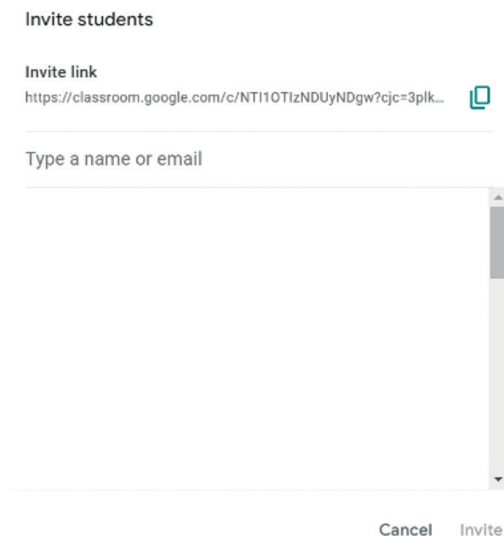 Invite students
Invite link
https://classroom.google.com/c/NTI1OTIzNDUyNDgw?cjc=3plk...
Type a name or email
Cancel Invite